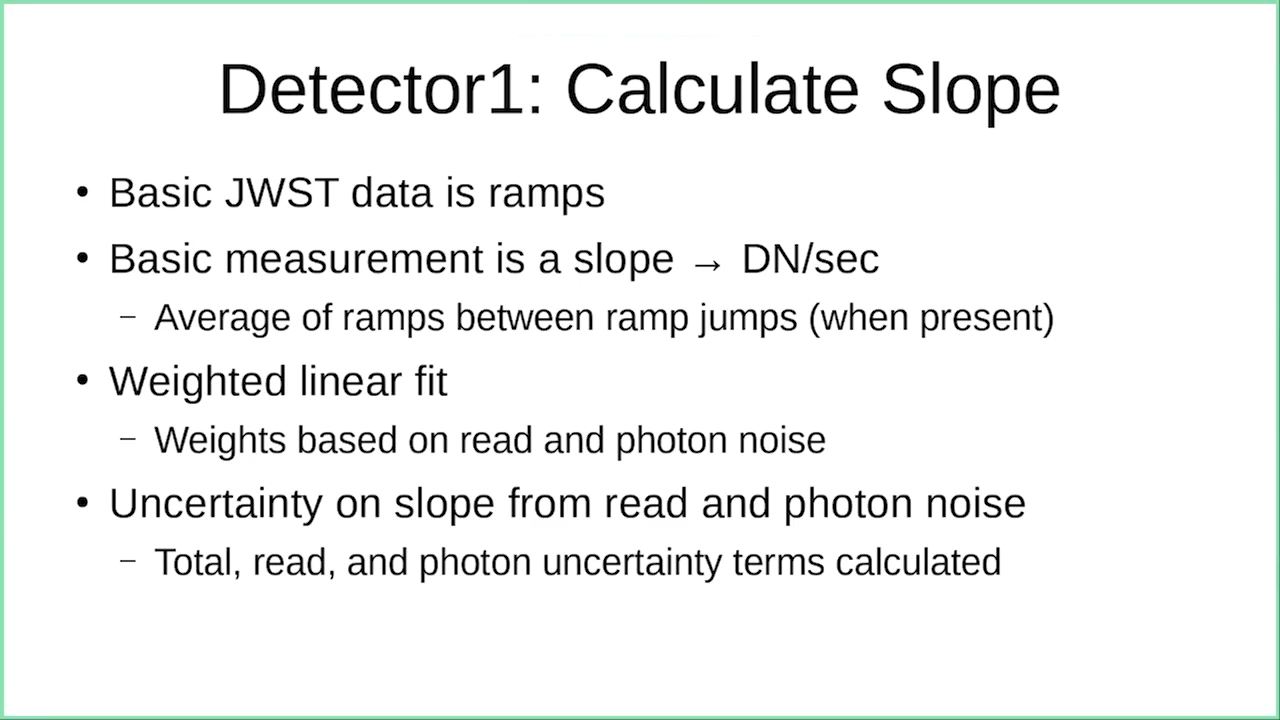 Detector1: Calculate Slope
• Basic JWST data is ramps
• Basic measurement is a slope → DN/sec
– Average of ramps between ramp jumps (when present)
• Weighted linear fit
– Weights based on read and photon noise
• Uncertainty on slope from read and photon noise
– Total, read, and photon uncertainty terms calculated